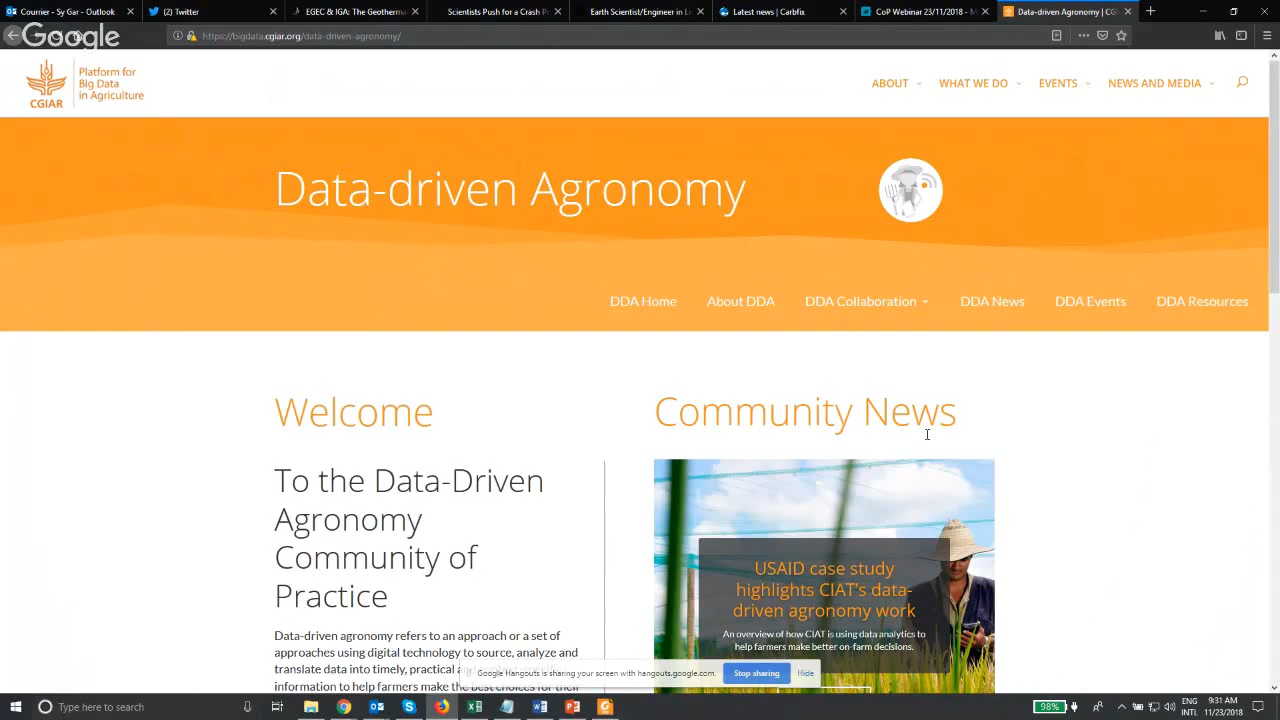 Courier - Sy Gar - Outlook
(2) Twitter
EGEC & IGA: The Geotherma
Scientists Push for a Crash P
Earth Scientist/Engineer in L
Latest news | Carfix
CoP Webinar 23/11/2018 - M
Data-driven Agronomy | CG
Google
https://bigdata.cgiar.org/data-driven-agronomy/
CGIAR
Platform for
Big Data
in Agriculture
ABOUT
WHAT WE DO
EVENTS
NEWS AND MEDIA
Data-driven Agronomy
DDA Home
About DDA
DDA Collaboration
DDA News
DDA Events
DDA Resources
Welcome
To the Data-Driven
Agronomy
Community of
Practice
Data-driven agronomy refers to an approach or a set of
approaches using digital technology to source, analyze and
translate data into timely, practical
information to help farmers make the best choices for their
Community News
USAID case study
highlights CIAT's data-
driven agronomy work
An overview of how CIAT is using data analytics to
help farmers make better on-farm decisions.
Google Hangouts is sharing your screen with hangouts.google.com.
Stop sharing
Hide
Type here to search
98%
ENG
INTL
9:31 AM
11/23/2018